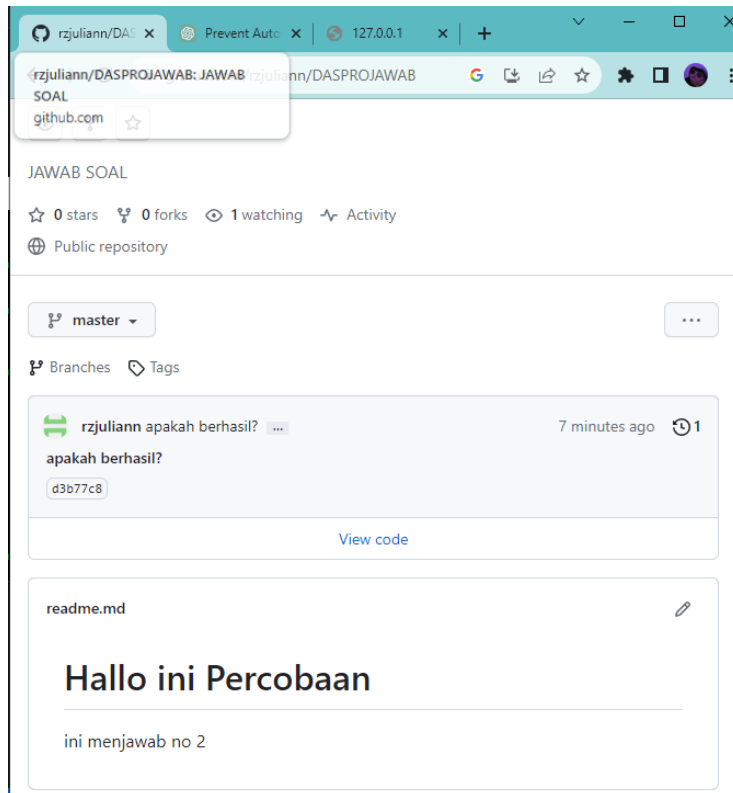 rzjuliann/DAS
Prevent Auto
127.0.0.1
rzjuliann/DASPROJAWAB
rzjuliann/DASPROJAWAB: JAWAB
SOAL
github.com
JAWAB SOAL
0 stars 0 forks 1 watching Activity
Public repository
master
Branches Tags
rzjuliann apakah berhasil? ... 7 minutes ago 1
apakah berhasil?
d3b77c8
View code
readme.md
Hallo ini Percobaan
ini menjawab no 2